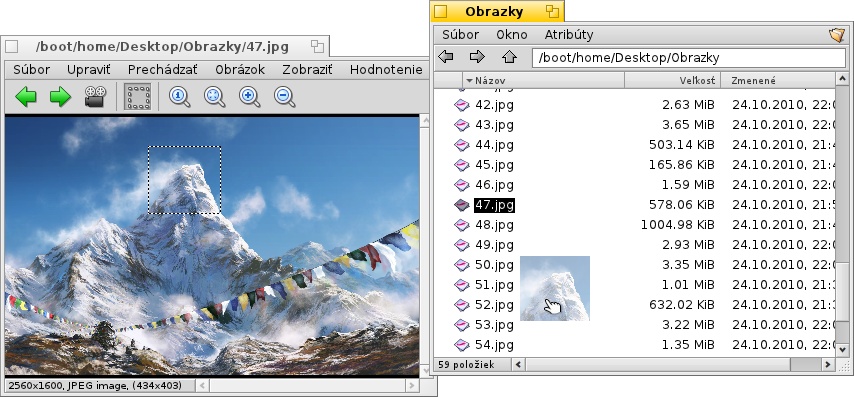 /boot/home/Desktop/Obrazky/47.jpg
Súbor Upraviť Prechádzať Obrázok Zobraziť Hodnotenie
2560x1600, JPEG image, (434x403)
Obrazky
Súbor Okno Atribúty
/boot/home/Desktop/Obrazky
Názov Veľkosť Zmenené
42.jpg 2.63 MiB 24.10.2010, 22:0
43.jpg 3.65 MiB 24.10.2010, 22:0
44.jpg 503.14 KiB 24.10.2010, 21:4
45.jpg 165.86 KiB 24.10.2010, 21:4
46.jpg 1.59 MiB 24.10.2010, 22:0
47.jpg 578.06 KiB 24.10.2010, 21:5
48.jpg 1004.98 KiB 24.10.2010, 21:4
49.jpg 2.93 MiB 24.10.2010, 22:0
50.jpg 3.35 MiB 24.10.2010, 22:0
51.jpg 1.01 MiB 24.10.2010, 21:3
52.jpg 632.02 KiB 24.10.2010, 21:3
53.jpg 3.22 MiB 24.10.2010, 22:0
54.jpg 1.35 MiB 24.10.2010, 22:0
59 položiek